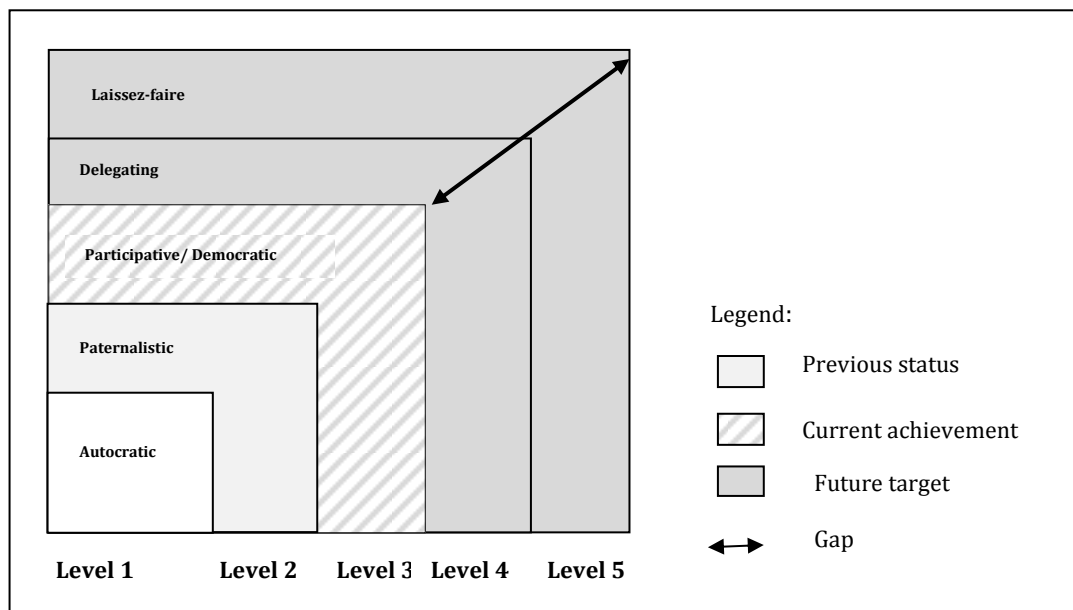 Laissez-faire
Delegating
Participative/ Democratic
Paternalistic
Autocratic
Level 1 Level 2 Level 3 Level 4 Level 5
Legend:
Previous status
Current achievement
Future target
Gap